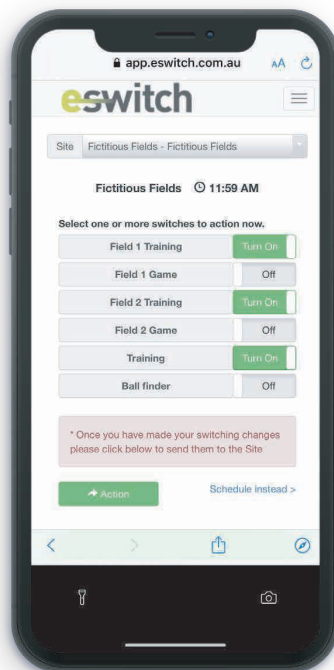 app.eswitch.com.au AA
eswitch
Site Fictitious Fields - Fictitious Fields
Fictitious Fields 11:59 AM
Select one or more switches to action now.
Field 1 Training Turn On
Field 1 Game Off
Field 2 Training Turn On
Field 2 Game Off
Training Turn On
Ball finder Off
* Once you have made your switching changes
please click below to send them to the Site
Action Schedule instead >